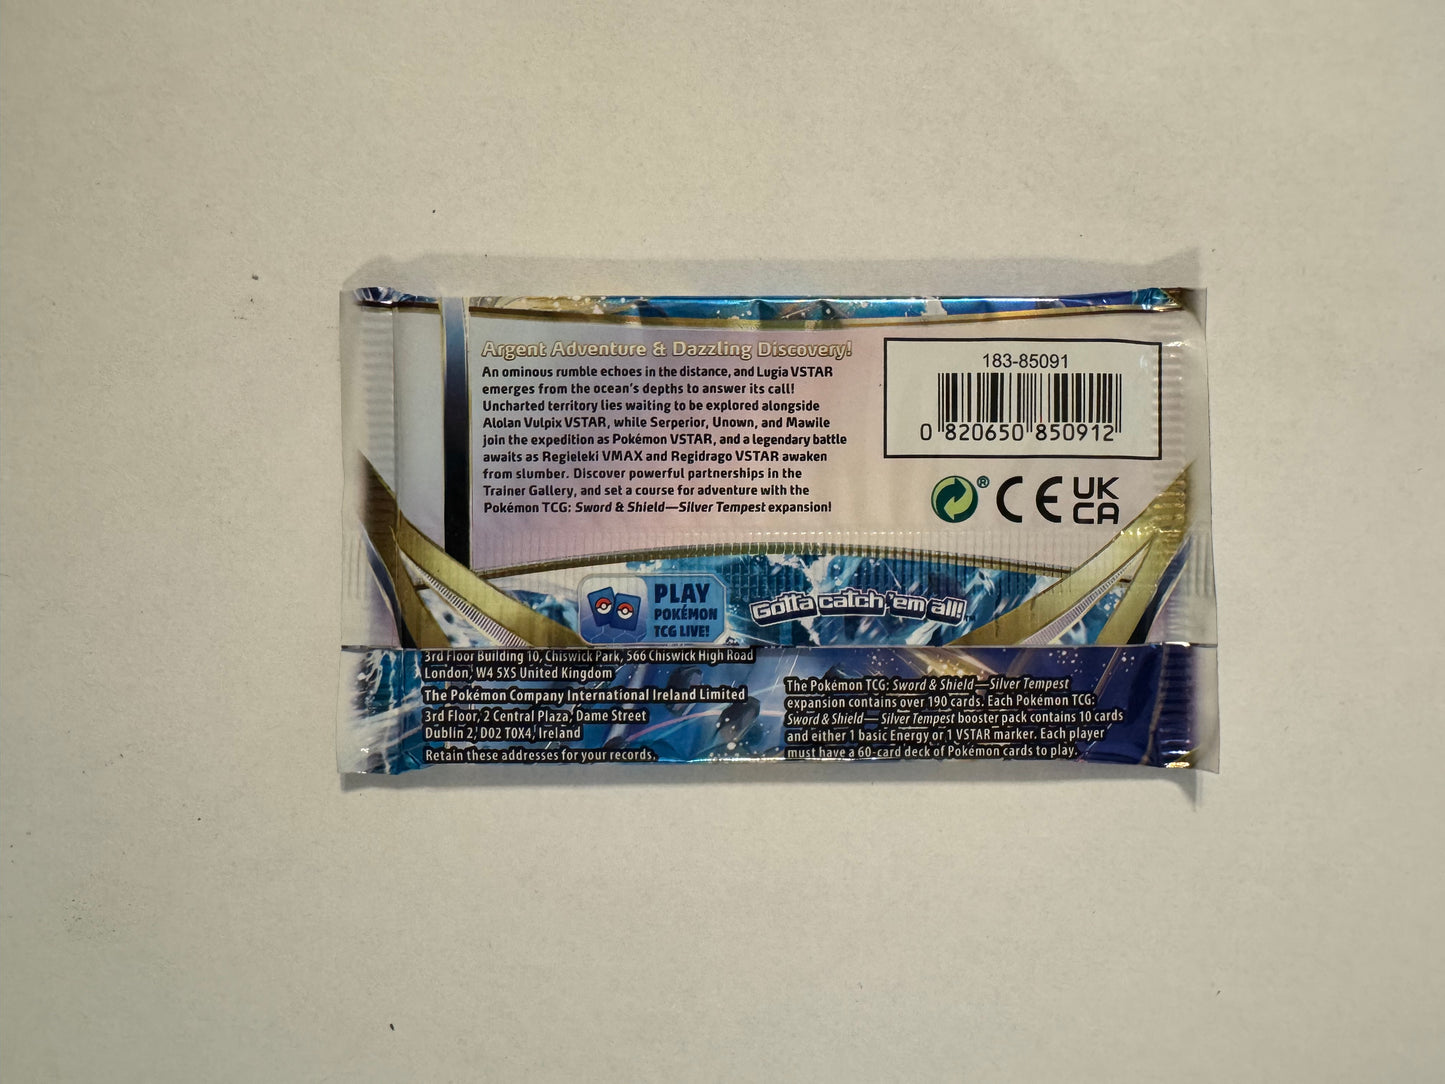 Argent Adventure & Dazzling Discovery!
An ominous rumble echoes in the distance, and Lugia VSTAR
emerges from the ocean's depths to answer its call!
Uncharted territory lies waiting to be explored alongside
Alolan Vulpix VSTAR, while Serperior, Unown, and Mawile
join the expedition as Pokémon VSTAR, and a legendary battle
awaits as Regieleki VMAX and Regidrago VSTAR awaken
from slumber. Discover powerful partnerships in the
Trainer Gallery, and set a course for adventure with the
Pokémon TCG: Sword & Shield—Silver Tempest expansion!
183-85091
0 820650 850912
® CE UK
CA
PLAY
POKÉMON
TCG LIVE!
Gotta catch 'em all!™
3rd Floor Building 10, Chiswick Park, 566 Chiswick High Road
London, W4 5XS United Kingdom
The Pokémon Company International Ireland Limited
3rd Floor, 2 Central Plaza, Dame Street
Dublin 2, D02 T0X4, Ireland
Retain these addresses for your records.
The Pokémon TCG: Sword & Shield—Silver Tempest
expansion contains over 190 cards. Each Pokémon TCG:
Sword & Shield—Silver Tempest booster pack contains 10 cards
and either 1 basic Energy or 1 VSTAR marker. Each player
must have a 60-card deck of Pokémon cards to play.